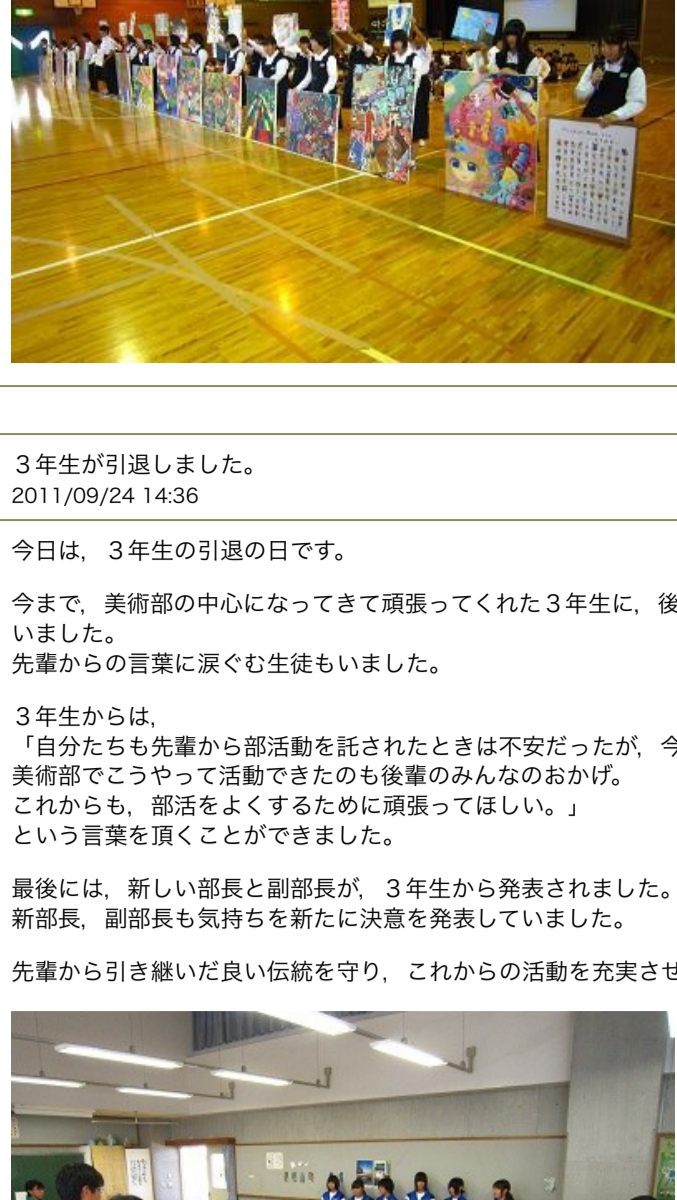 ３年生が引退しました。
2011/09/24 14:36
今日は，３年生の引退の日です。
今まで，美術部の中心になってきて頑張ってくれた３年生に，後
いました。
先輩からの言葉に涙ぐむ生徒もいました。
３年生からは，
「自分たちも先輩から部活動を託されたときは不安だったが，今
美術部でこうやって活動できたのも後輩のみんなのおかげ。
これからも，部活をよくするために頑張ってほしい。」
という言葉を頂くことができました。
最後には，新しい部長と副部長が，３年生から発表されました。
新部長，副部長も気持ちを新たに決意を発表していました。
先輩から引き継いだ良い伝統を守り，これからの活動を充実させ